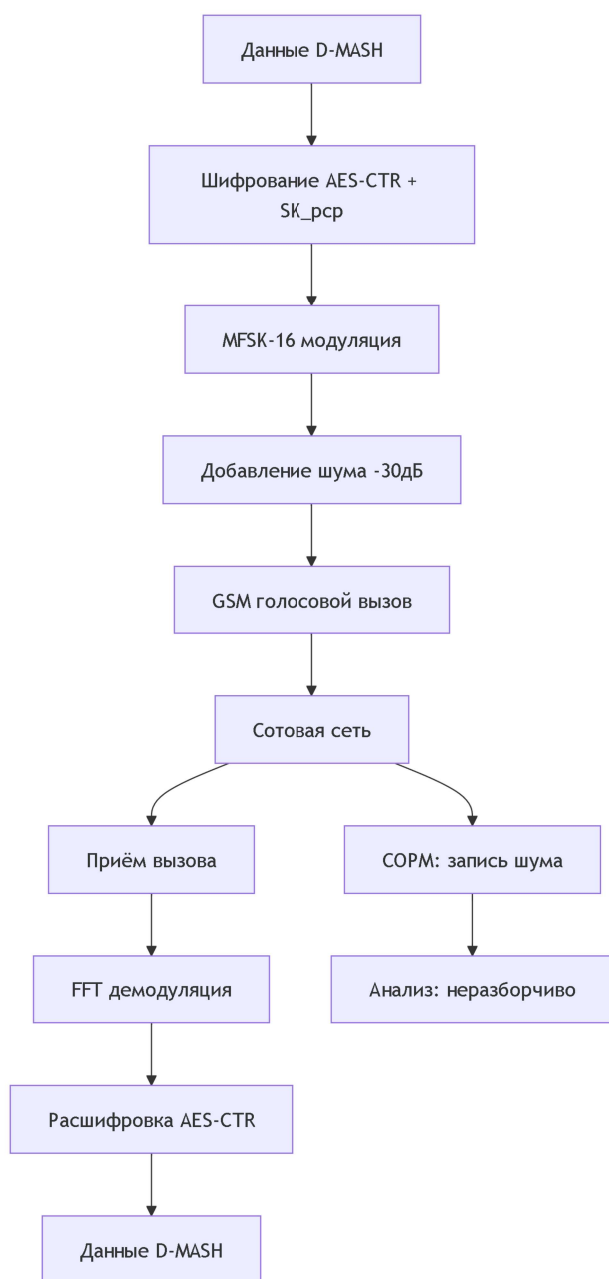 Данные D-MASH
Шифрование AES-CTR +
SK_pcp
MFSK-16 модуляция
Добавление шума -30дБ
GSM голосовой вызов
Сотовая сеть
Приём вызова
СОРМ: запись шума
FFT демодуляция
Анализ: неразборчиво
Расшифровка AES-CTR
Данные D-MASH